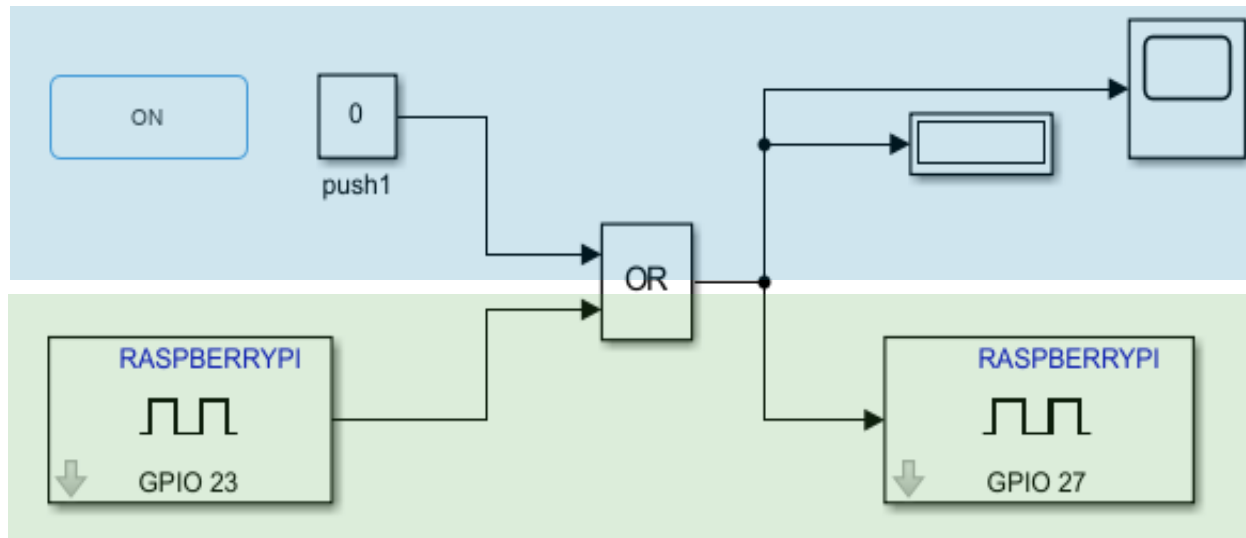 ON
0
push1
OR
RASPBERRYPI
GPIO 23
RASPBERRYPI
GPIO 27